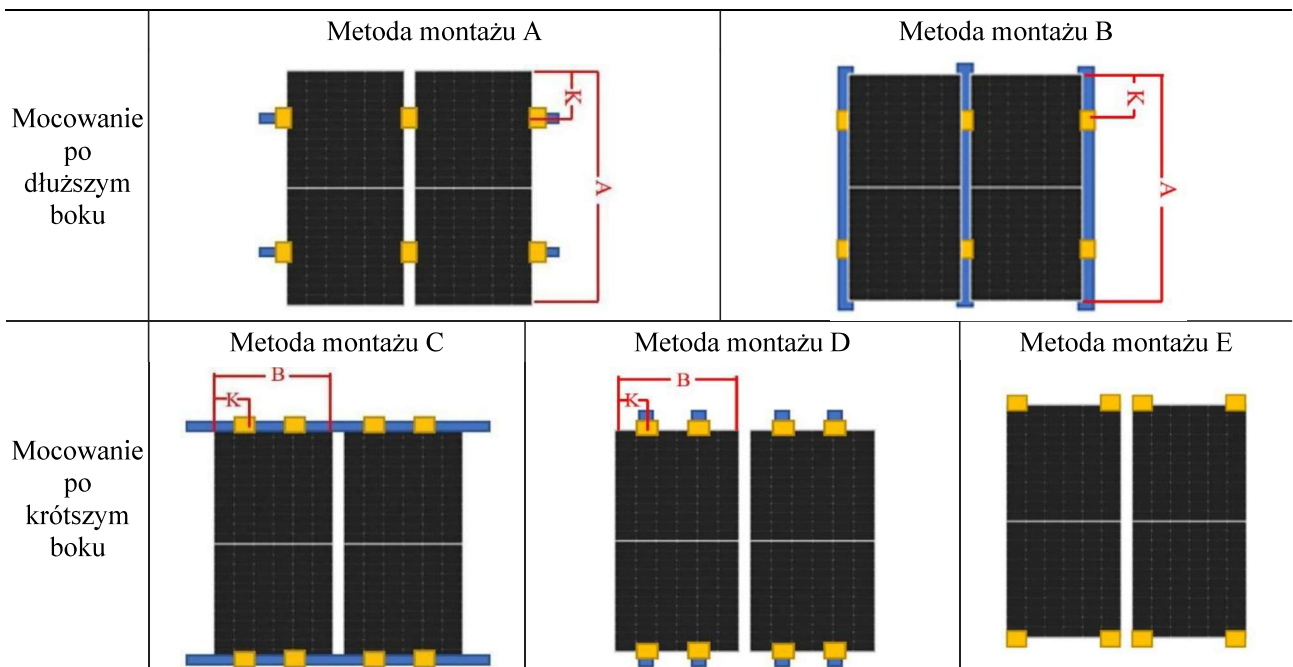 Metoda montażu A
Metoda montażu B
Mocowanie
po
dłuższym
boku
K
A
K
A
Metoda montażu C
Metoda montażu D
Metoda montażu E
Mocowanie
po
krótszym
boku
B
K
B
K